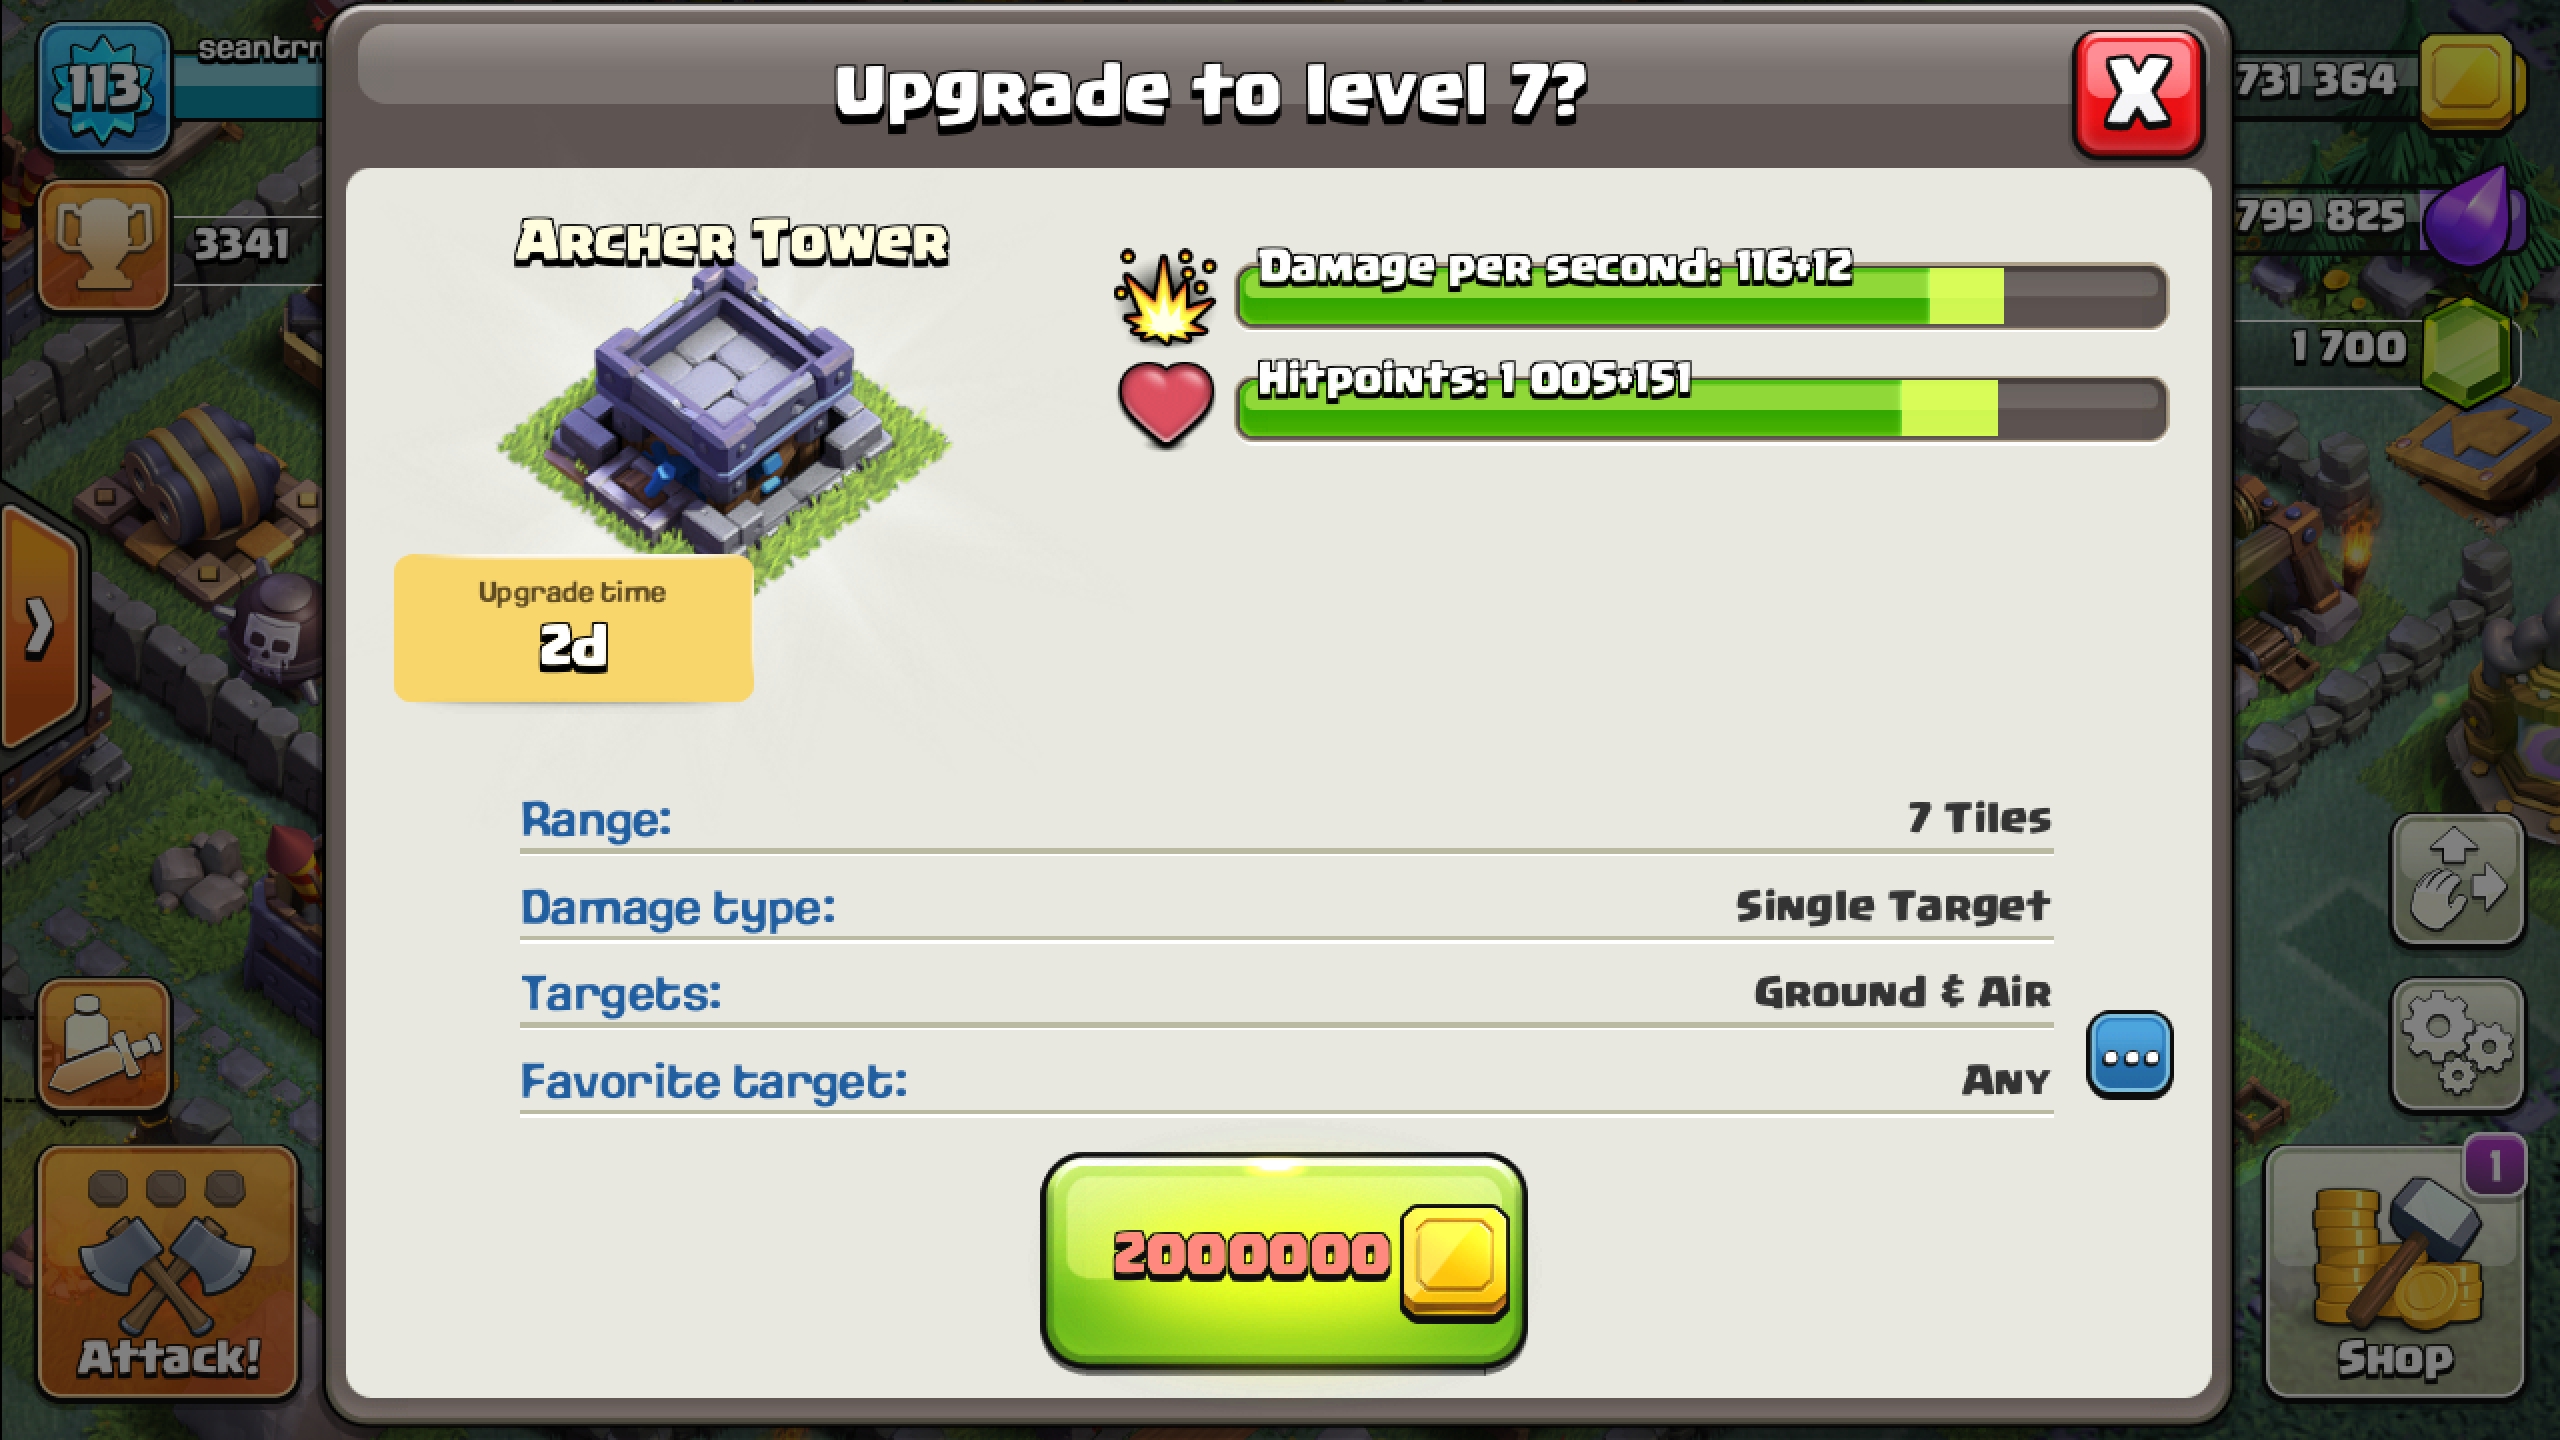 113
seantrn
3341
Upgrade to level 7?
X
731 364
799 825
1 700
Archer Tower
Damage per second: 116+12
Hitpoints: 1 005+151
Upgrade time
2d
Range: 7 Tiles
Damage type: Single Target
Targets: Ground & Air
Favorite target: Any
2000000
Attack!
1
Shop